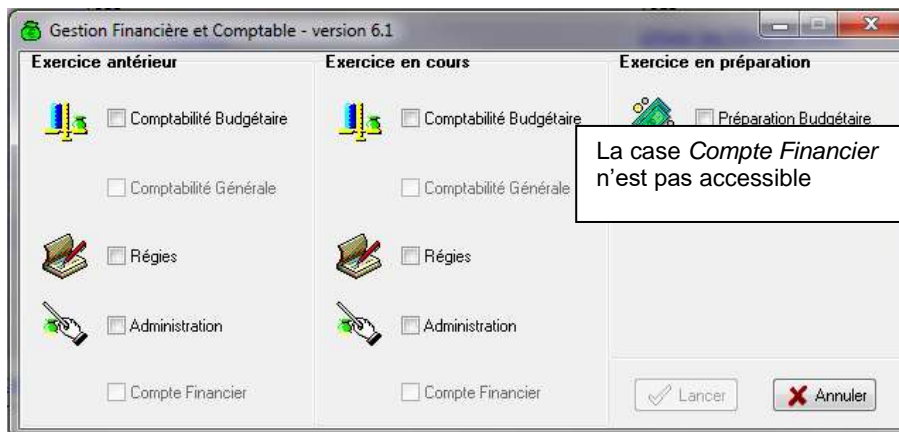 Gestion Financière et Comptable - version 6.1
Exercice antérieur
Comptabilité Budgétaire
Comptabilité Générale
Régies
Administration
Compte Financier
Exercice en cours
Comptabilité Budgétaire
Comptabilité Générale
Régies
Administration
Compte Financier
Exercice en préparation
Préparation Budgétaire
La case Compte Financier
n'est pas accessible
Lancer
Annuler